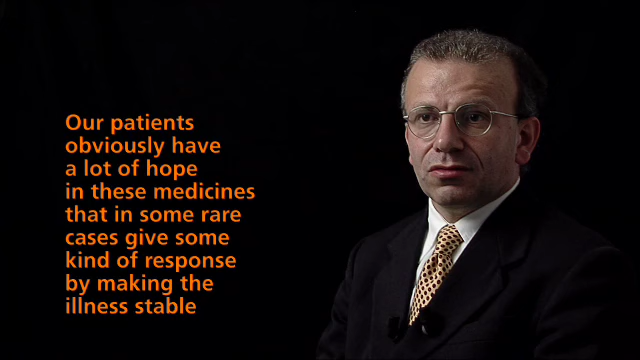 Our patients
obviously have
a lot of hope
in these medicines
that in some rare
cases give some
kind of response
by making the
illness stable